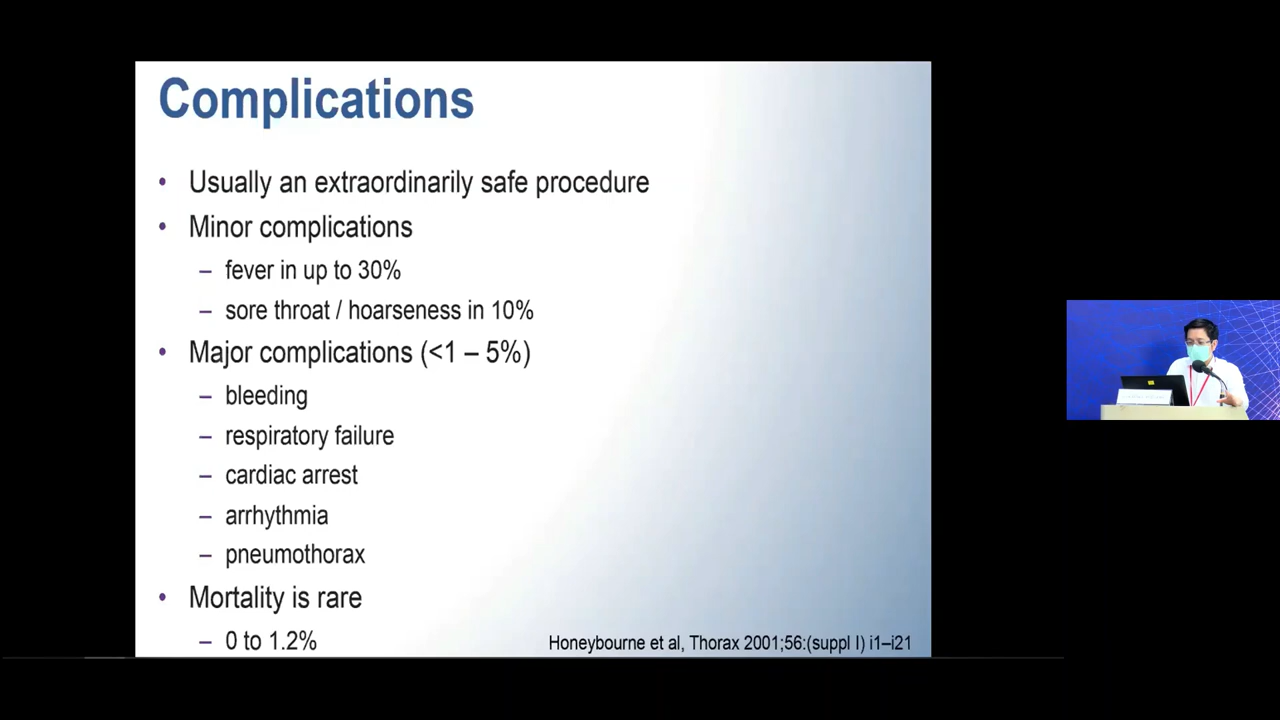 Complications
• Usually an extraordinarily safe procedure
• Minor complications
– fever in up to 30%
– sore throat / hoarseness in 10%
• Major complications (<1 – 5%)
– bleeding
– respiratory failure
– cardiac arrest
– arrhythmia
– pneumothorax
• Mortality is rare
– 0 to 1.2%
Honeybourne et al, Thorax 2001;56:(suppl I) i1–i21